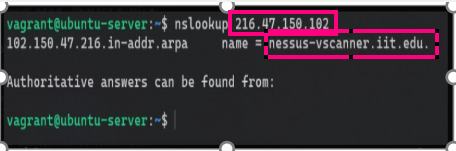 vagrant@ubuntu-server:~$ nslookup 216.47.150.102
102.150.47.216.in-addr.arpa name = nessus-vscanner.iit.edu.
Authoritative answers can be found from:
vagrant@ubuntu-server:~$